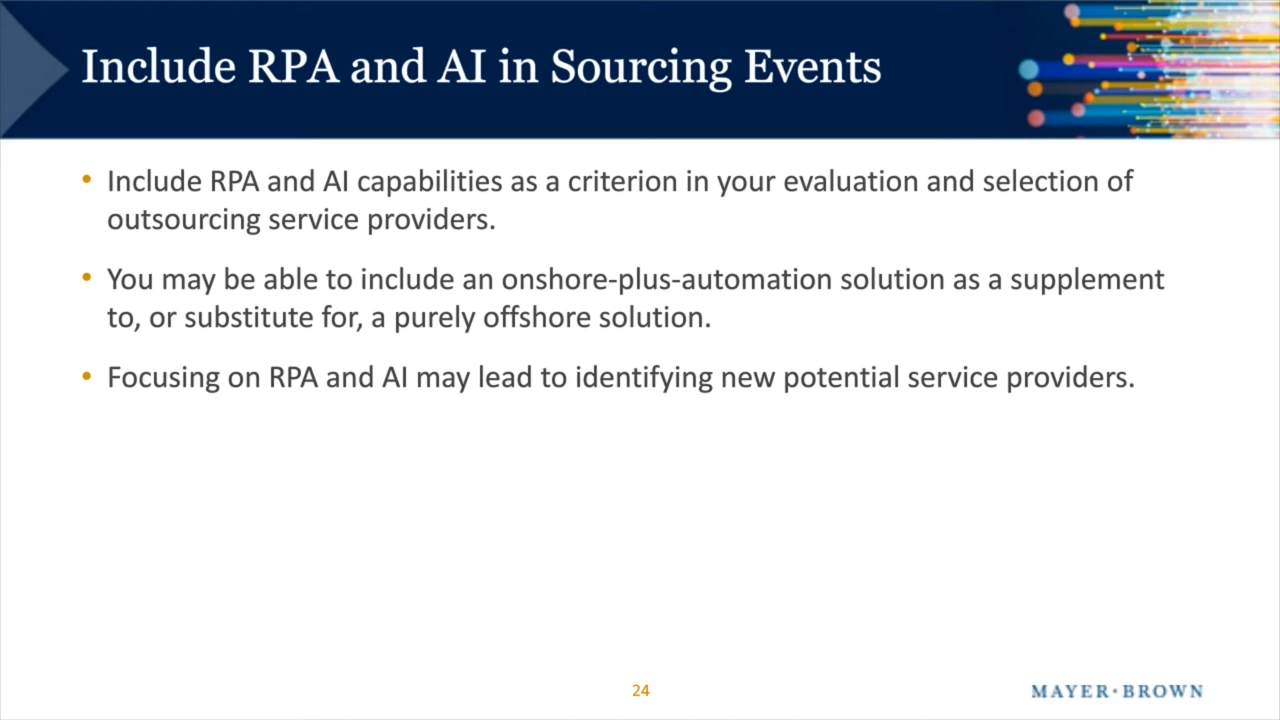 Include RPA and AI in Sourcing Events
• Include RPA and AI capabilities as a criterion in your evaluation and selection of
outsourcing service providers.
• You may be able to include an onshore-plus-automation solution as a supplement
to, or substitute for, a purely offshore solution.
• Focusing on RPA and AI may lead to identifying new potential service providers.
24
MAYER•BROWN